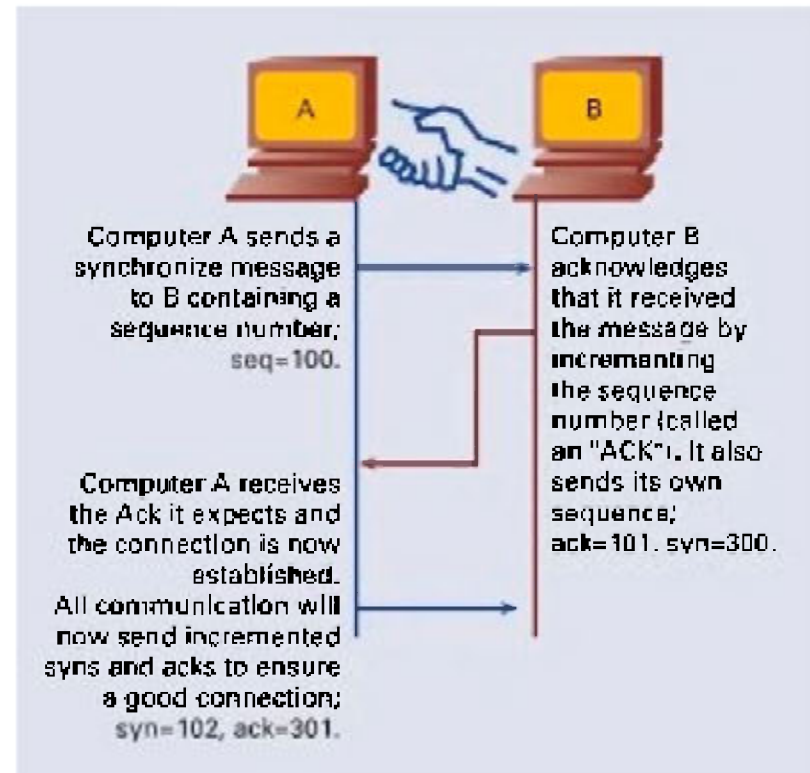 A
B
Computer A sends a
synchronize message
to B containing a
sequence number;
seq=100.
Computer B
acknowledges
that it received
the message by
incrementing
the sequence
number (called
an "ACK"). It also
sends its own
sequence;
ack=101. syn=300.
Computer A receives
the Ack it expects and
the connection is now
established.
All communication will
now send incremented
syns and acks to ensure
a good connection;
syn=102, ack=301.